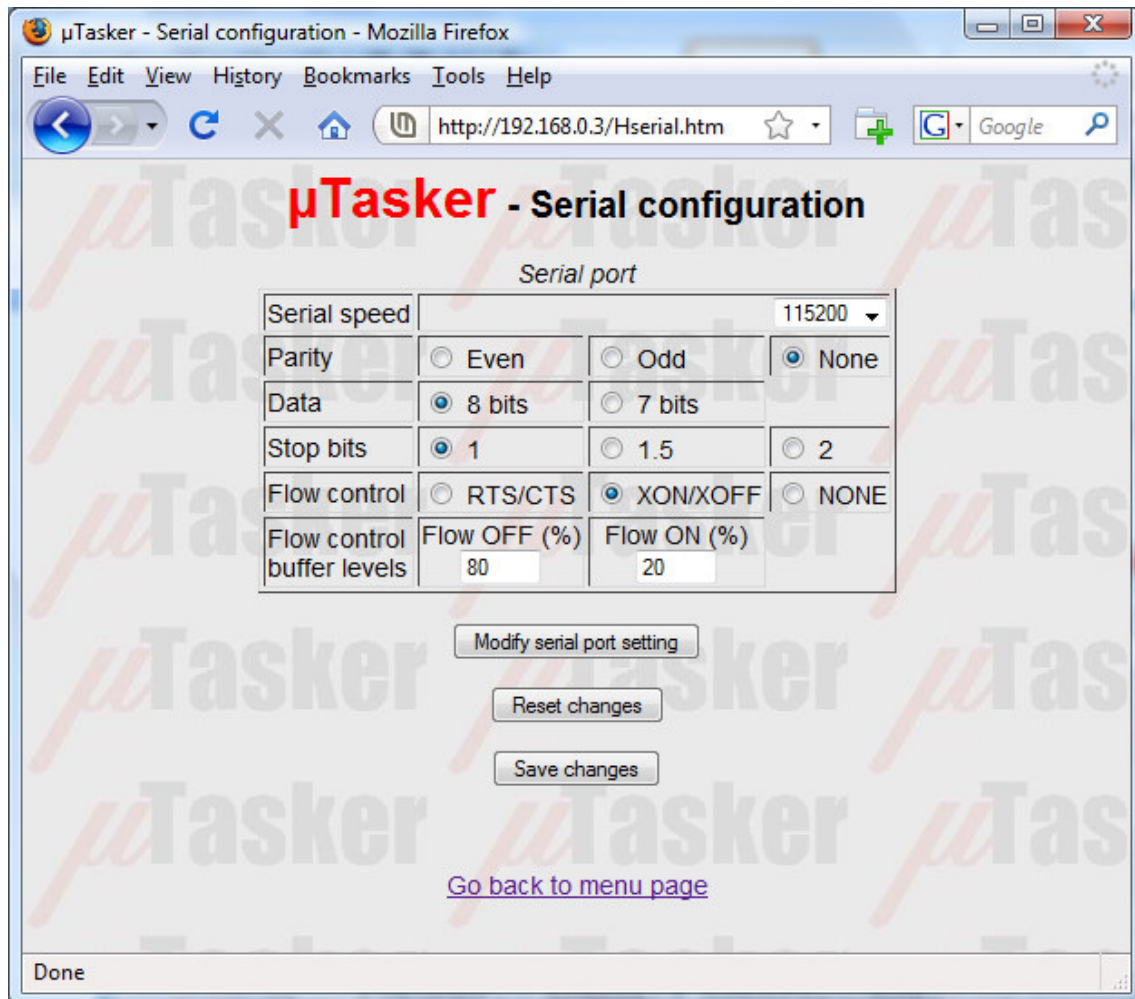 µTasker - Serial configuration - Mozilla Firefox
File Edit View History Bookmarks Tools Help
http://192.168.0.3/Hserial.htm G Google
µTasker - Serial configuration
Serial port
Serial speed 115200
Parity Even Odd None
Data 8 bits 7 bits
Stop bits 1 1.5 2
Flow control RTS/CTS XON/XOFF NONE
Flow control Flow OFF (%) Flow ON (%)
buffer levels 80 20
Modify serial port setting
Reset changes
Save changes
Go back to menu page
Done